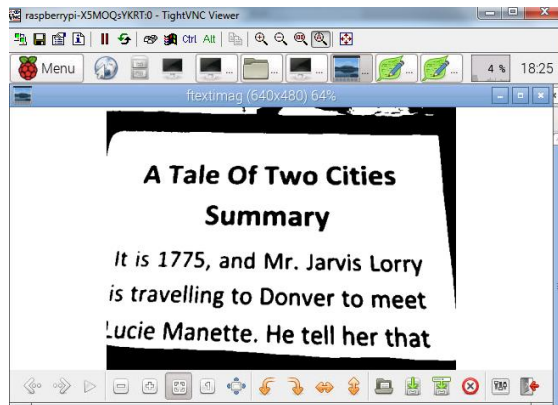 raspberrypi-X5MOQsYKRT:0 - TightVNC Viewer
Ctrl Alt
Menu
4 %
18:25
ftextimag (640x480) 64%
A Tale Of Two Cities
Summary
It is 1775, and Mr. Jarvis Lorry
is travelling to Donver to meet
Lucie Manette. He tell her that